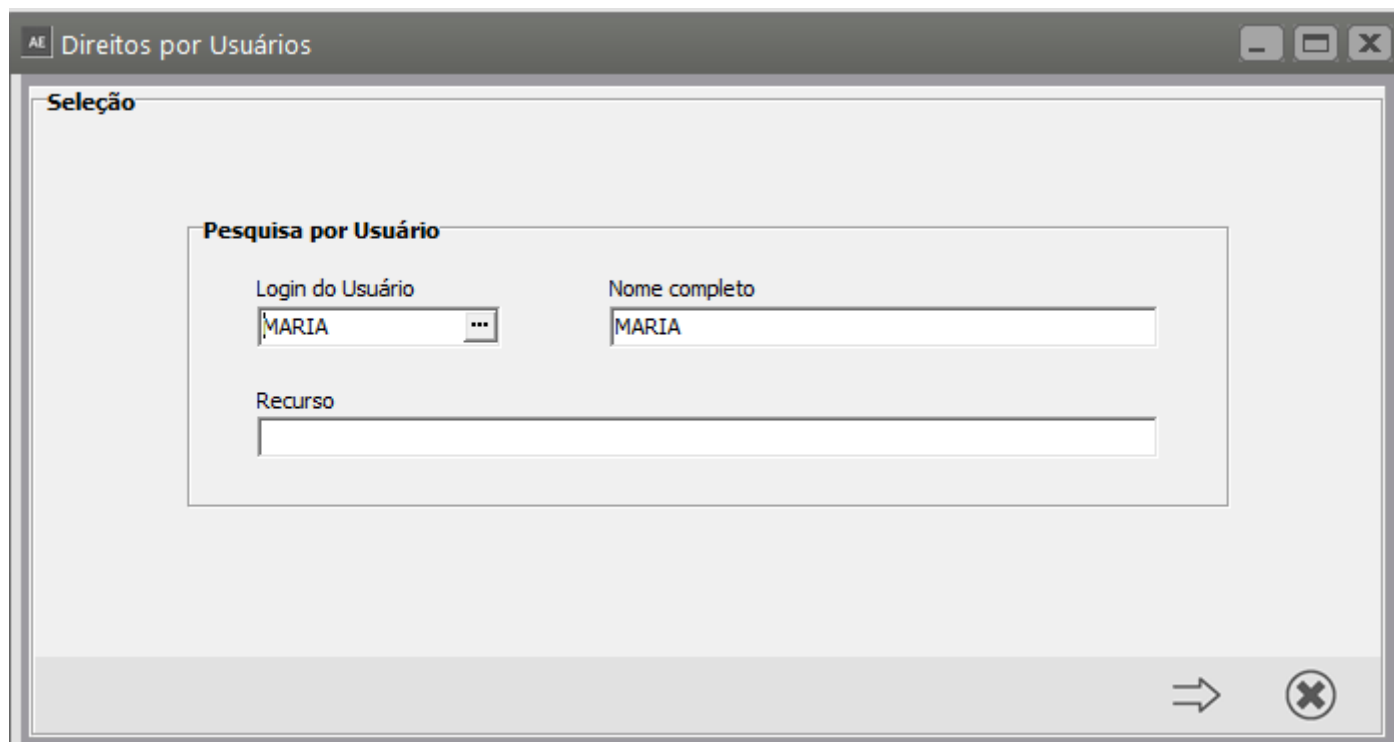 AE Direitos por Usuários
Seleção
Pesquisa por Usuário
Login do Usuário Nome completo
MARIA ... MARIA
Recurso